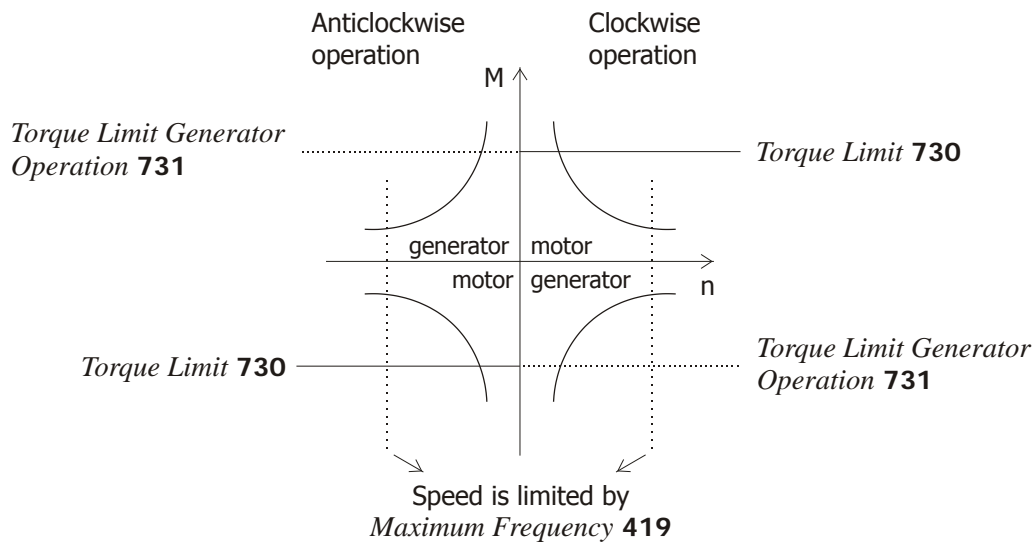 Anticlockwise
operation
Clockwise
operation
M
Torque Limit Generator
Operation 731
Torque Limit 730
generator
motor
motor
generator
n
Torque Limit 730
Torque Limit Generator
Operation 731
Speed is limited by
Maximum Frequency 419